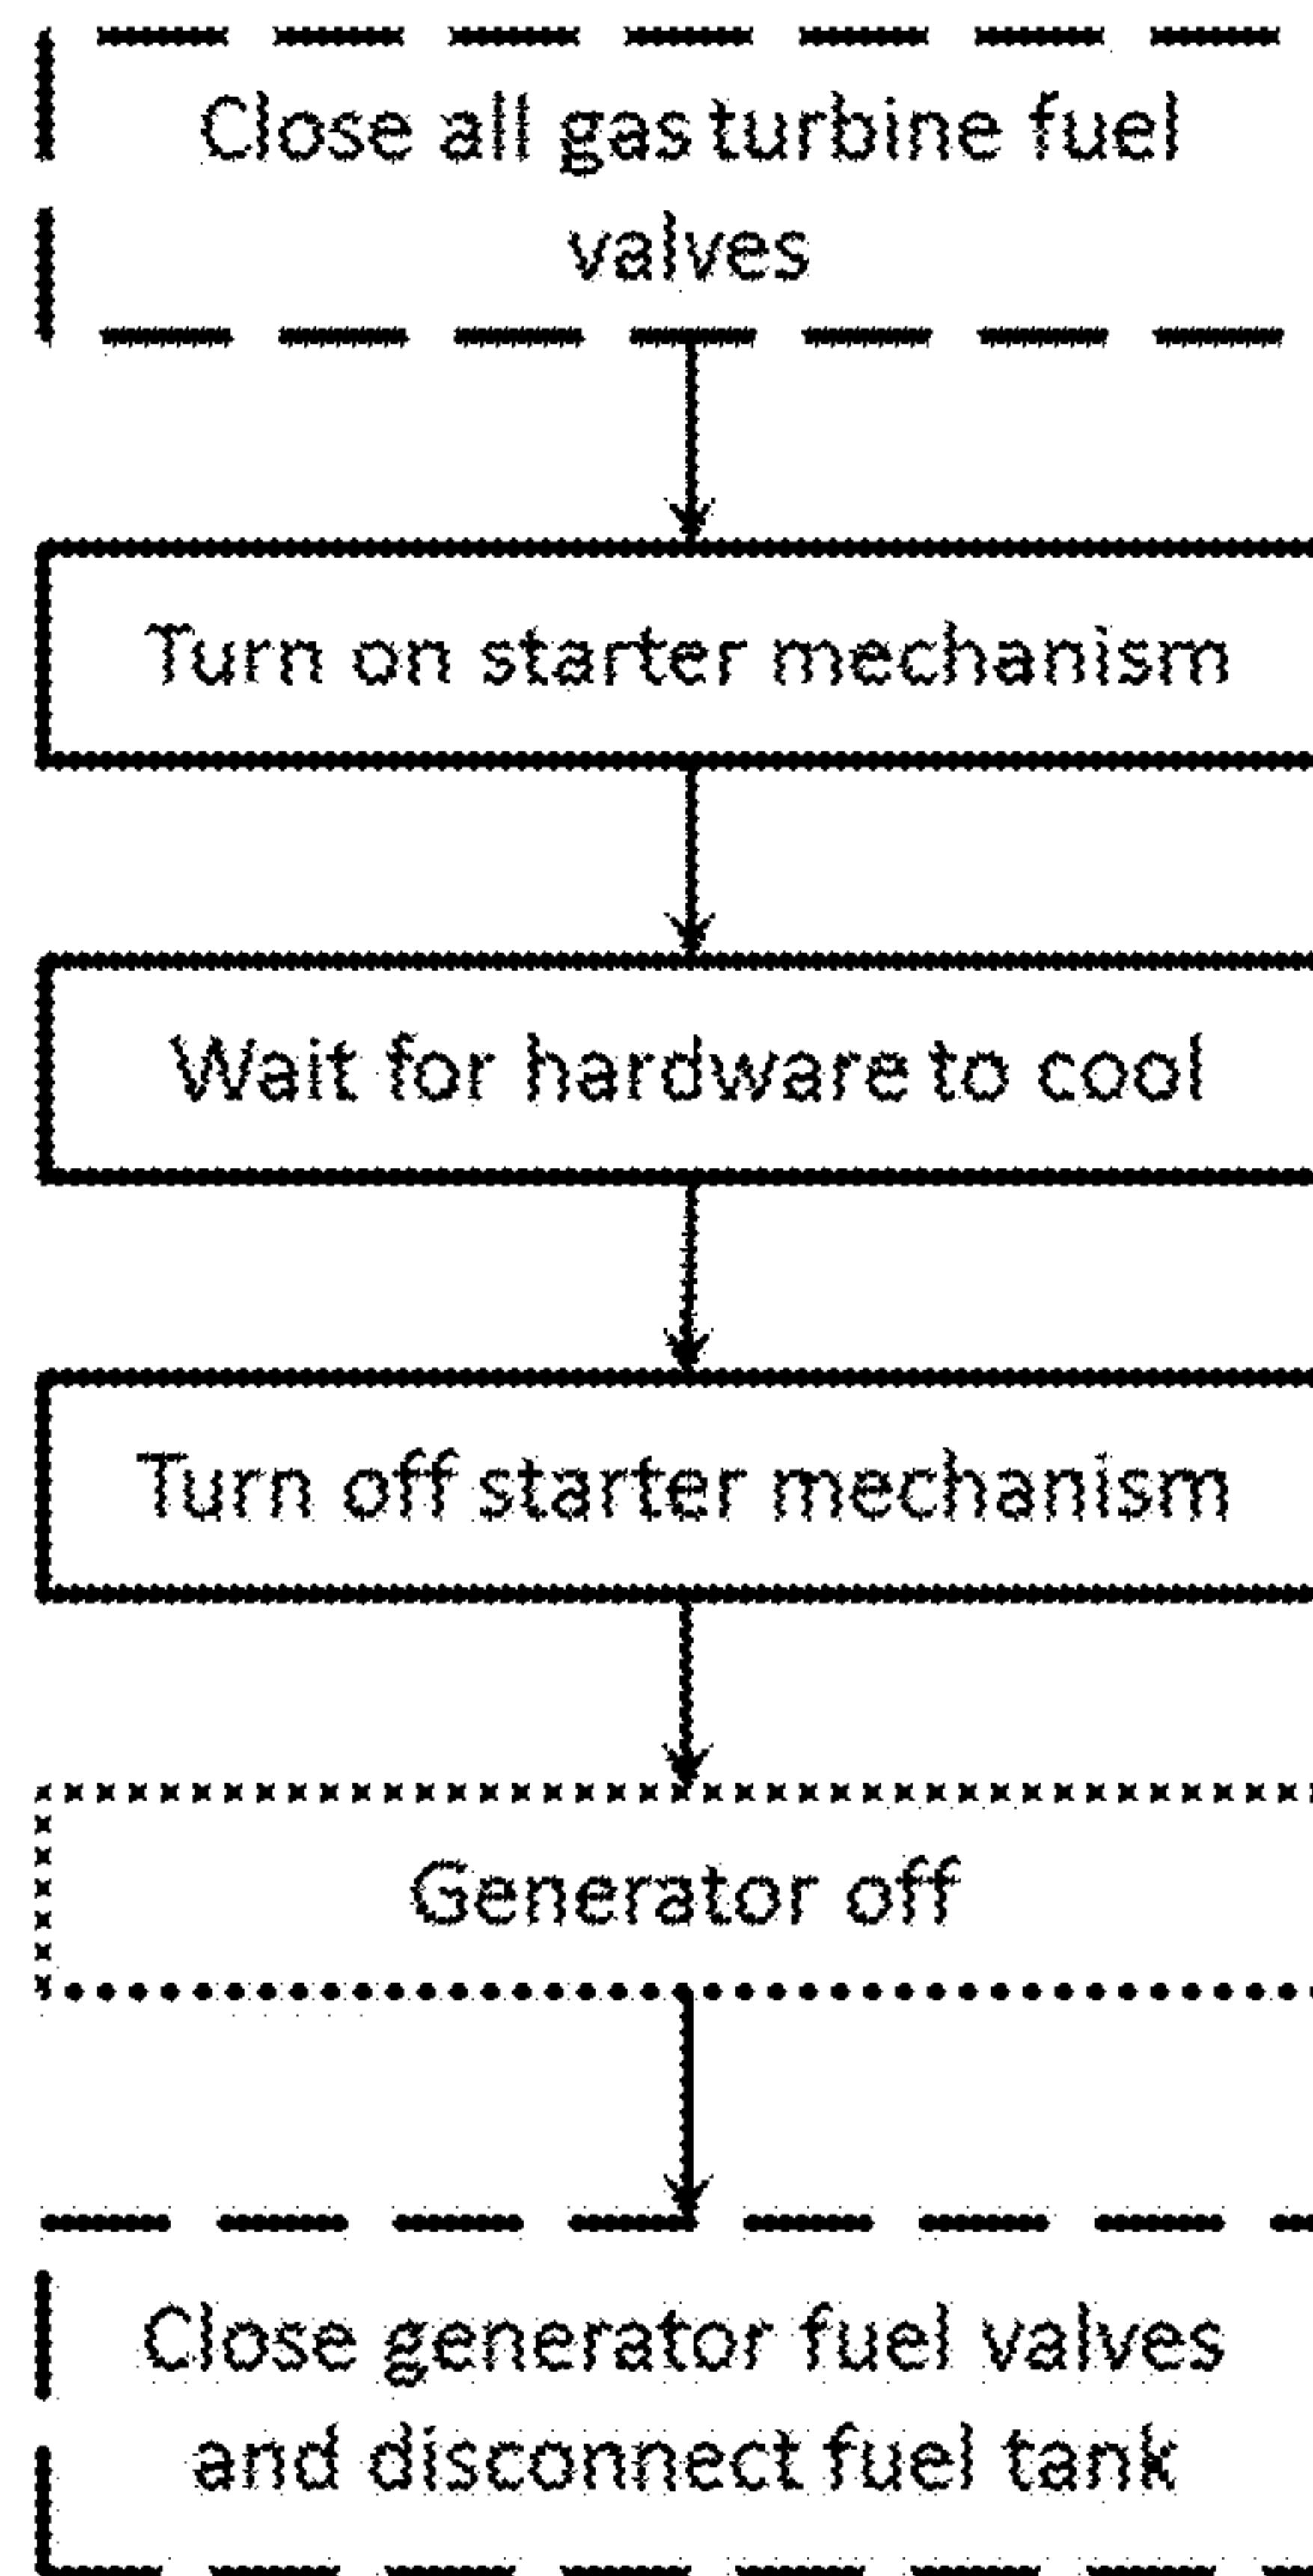 Close all gas turbine fuel
valves
Turn on starter mechanism
Wait for hardware to cool
Turn off starter mechanism
Generator off
Close generator fuel valves
and disconnect fuel tank